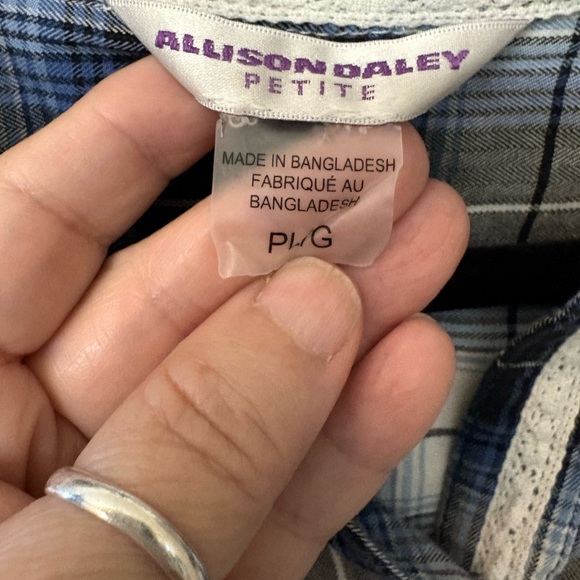 ALLISON DALEY
PETITE
MADE IN BANGLADESH
FABRIQUÉ AU
BANGLADESH
PL/G